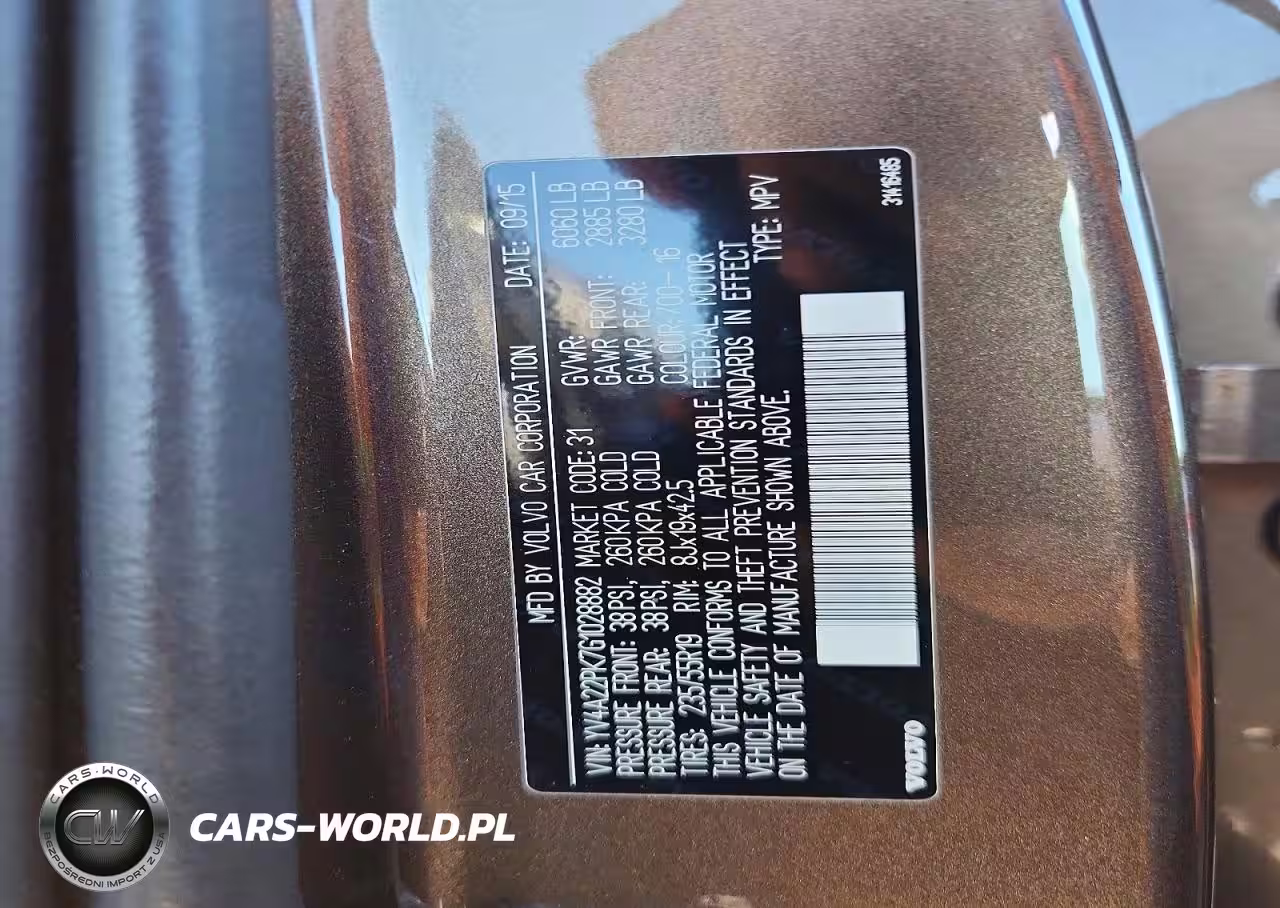 MFD BY VOLVO CAR CORPORATION DATE: 09/15
VIN: YV4A22PK7G1028882 MARKET CODE: 31 GVWR: 6060 LB
PRESSURE FRONT: 38PSI, 260KPA COLD GAWR FRONT: 2885 LB
PRESSURE REAR: 38PSI, 260KPA COLD GAWR REAR: 3280 LB
TIRES: 235/55R19 RIM: 8Jx19x42.5 COLOUR:700-16
THIS VEHICLE CONFORMS TO ALL APPLICABLE FEDERAL MOTOR
VEHICLE SAFETY AND THEFT PREVENTION STANDARDS IN EFFECT
ON THE DATE OF MANUFACTURE SHOWN ABOVE. TYPE: MPV
VOLVO 31416485
CARS-WORLD
CW
BEZPOŚREDNI IMPORT Z USA
CARS-WORLD.PL